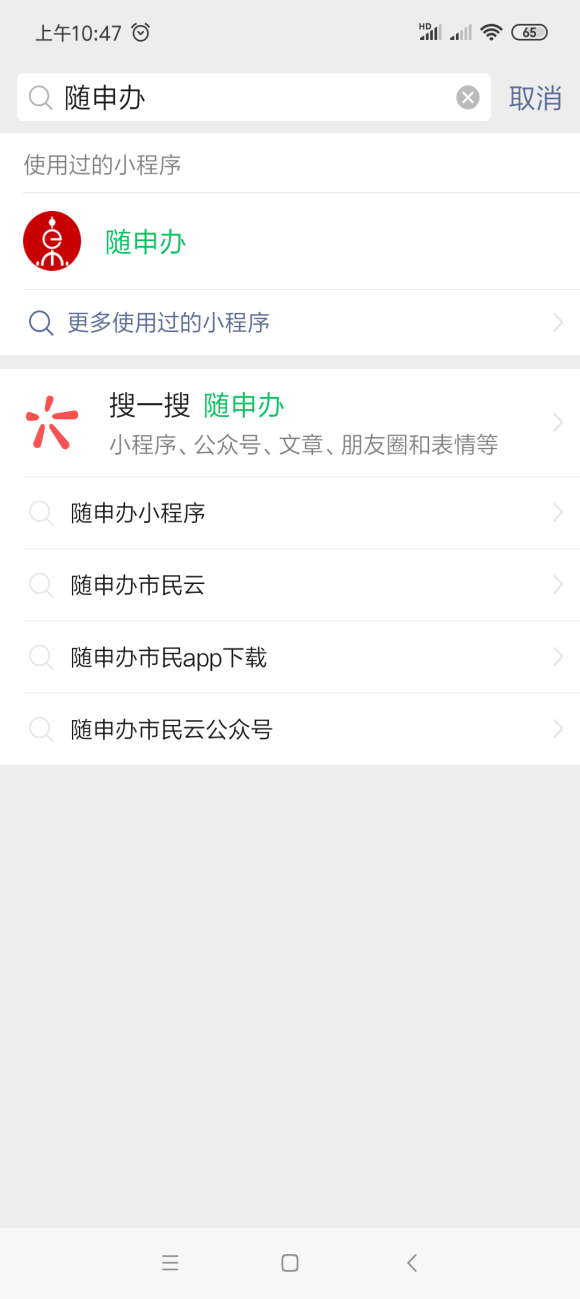 上午10:47
HD
65
随申办
取消
使用过的小程序
随申办
更多使用过的小程序
搜一搜 随申办
小程序、公众号、文章、朋友圈和表情等
随申办小程序
随申办市民云
随申办市民app下载
随申办市民云公众号